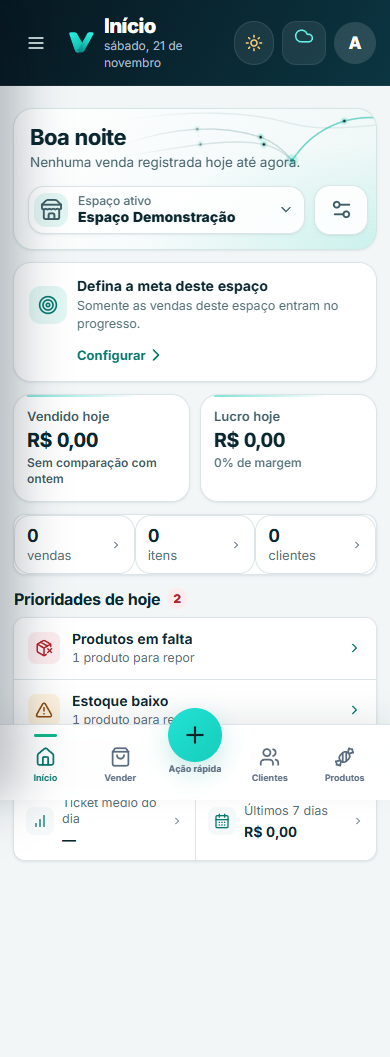 Início
sábado, 21 de
novembro
A
Boa noite
Nenhuma venda registrada hoje até agora.
Espaço ativo
Espaço Demonstração
Defina a meta deste espaço
Somente as vendas deste espaço entram no
progresso.
Configurar
Vendido hoje
R$ 0,00
Sem comparação com
ontem
Lucro hoje
R$ 0,00
0% de margem
0
vendas
0
itens
0
clientes
Prioridades de hoje 2
Produtos em falta
1 produto para repor
Estoque baixo
1 produto para repor
Início
Vender
Ação rápida
Clientes
Produtos
Ticket médio do
dia
—
Últimos 7 dias
R$ 0,00